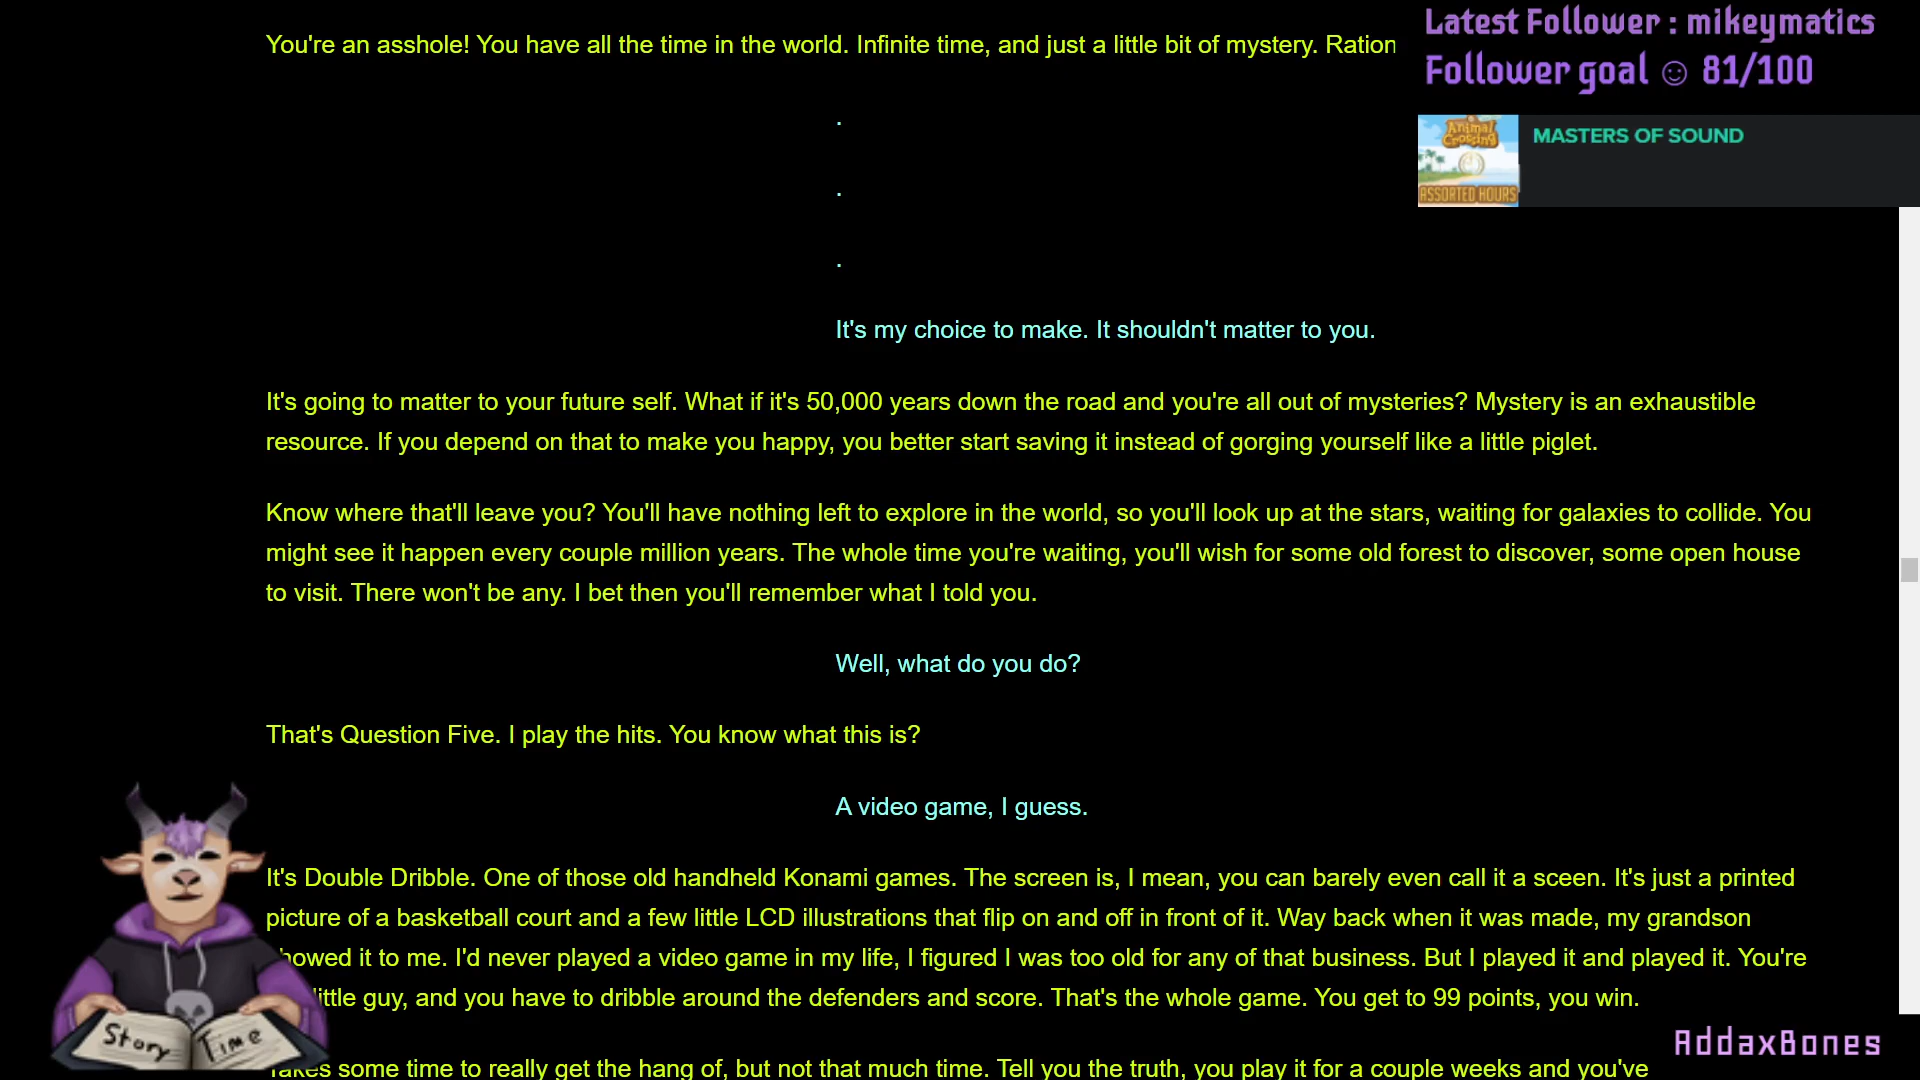 You're an asshole! You have all the time in the world. Infinite time, and just a little bit of mystery. Ration
Latest Follower : mikeymatics
Follower goal ☺ 81/100
Animal Crossing
ASSORTED HOURS
MASTERS OF SOUND
.
.
.
It's my choice to make. It shouldn't matter to you.
It's going to matter to your future self. What if it's 50,000 years down the road and you're all out of mysteries? Mystery is an exhaustible
resource. If you depend on that to make you happy, you better start saving it instead of gorging yourself like a little piglet.
Know where that'll leave you? You'll have nothing left to explore in the world, so you'll look up at the stars, waiting for galaxies to collide. You
might see it happen every couple million years. The whole time you're waiting, you'll wish for some old forest to discover, some open house
to visit. There won't be any. I bet then you'll remember what I told you.
Well, what do you do?
That's Question Five. I play the hits. You know what this is?
A video game, I guess.
It's Double Dribble. One of those old handheld Konami games. The screen is, I mean, you can barely even call it a sceen. It's just a printed
picture of a basketball court and a few little LCD illustrations that flip on and off in front of it. Way back when it was made, my grandson
howed it to me. I'd never played a video game in my life, I figured I was too old for any of that business. But I played it and played it. You're
little guy, and you have to dribble around the defenders and score. That's the whole game. You get to 99 points, you win.
Takes some time to really get the hang of, but not that much time. Tell you the truth, you play it for a couple weeks and you've
Story Time
AddaxBones